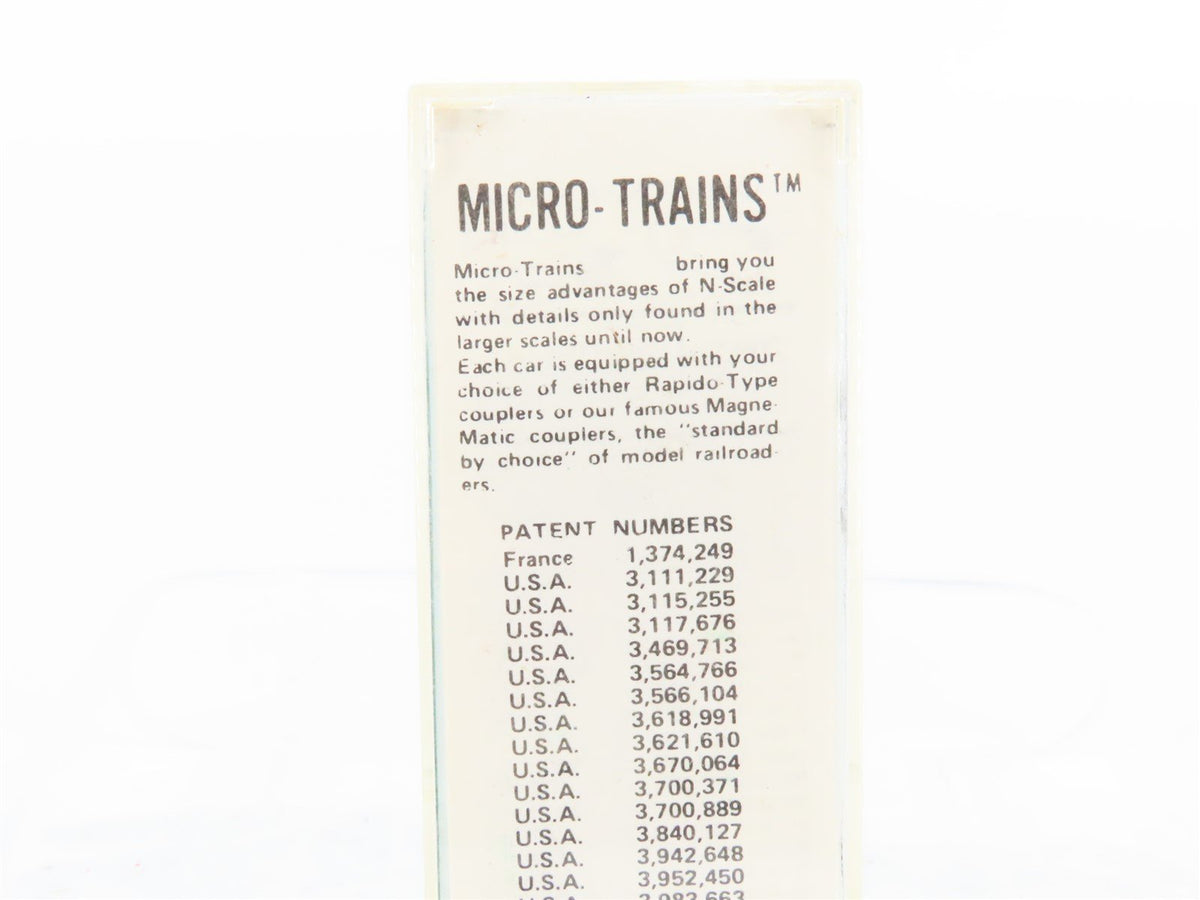 MICRO-TRAINS™
Micro-Trains bring you
the size advantages of N-Scale
with details only found in the
larger scales until now.
Each car is equipped with your
choice of either Rapido-Type
couplers or our famous Magne-
Matic couplers, the "standard
by choice" of model railroad-
ers.
PATENT NUMBERS
France 1,374,249
U.S.A. 3,111,229
U.S.A. 3,115,255
U.S.A. 3,117,676
U.S.A. 3,469,713
U.S.A. 3,564,766
U.S.A. 3,566,104
U.S.A. 3,618,991
U.S.A. 3,621,610
U.S.A. 3,670,064
U.S.A. 3,700,371
U.S.A. 3,700,889
U.S.A. 3,840,127
U.S.A. 3,942,648
U.S.A. 3,952,450